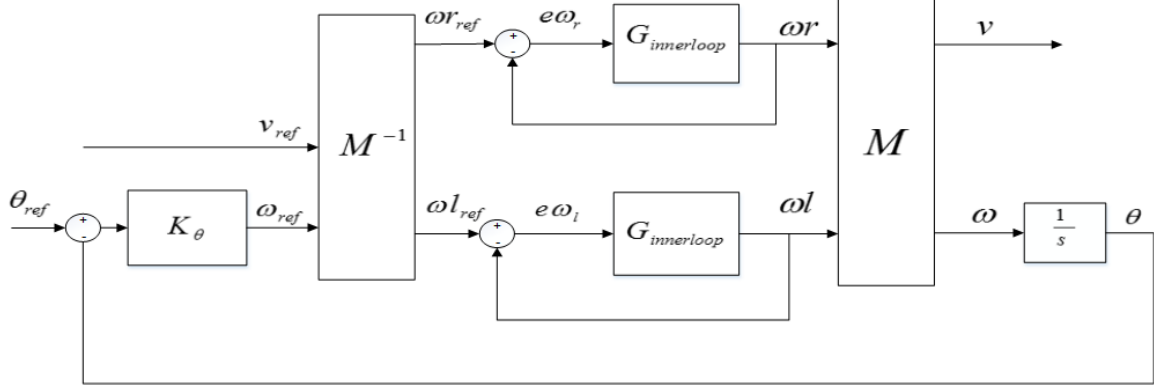 ωr_ref
+
-
eω_r
G_innerloop
ωr
v
v_ref
M^-1
M
θ_ref
+
-
K_θ
ω_ref
ωl_ref
+
-
eω_l
G_innerloop
ωl
ω
1/s
θ